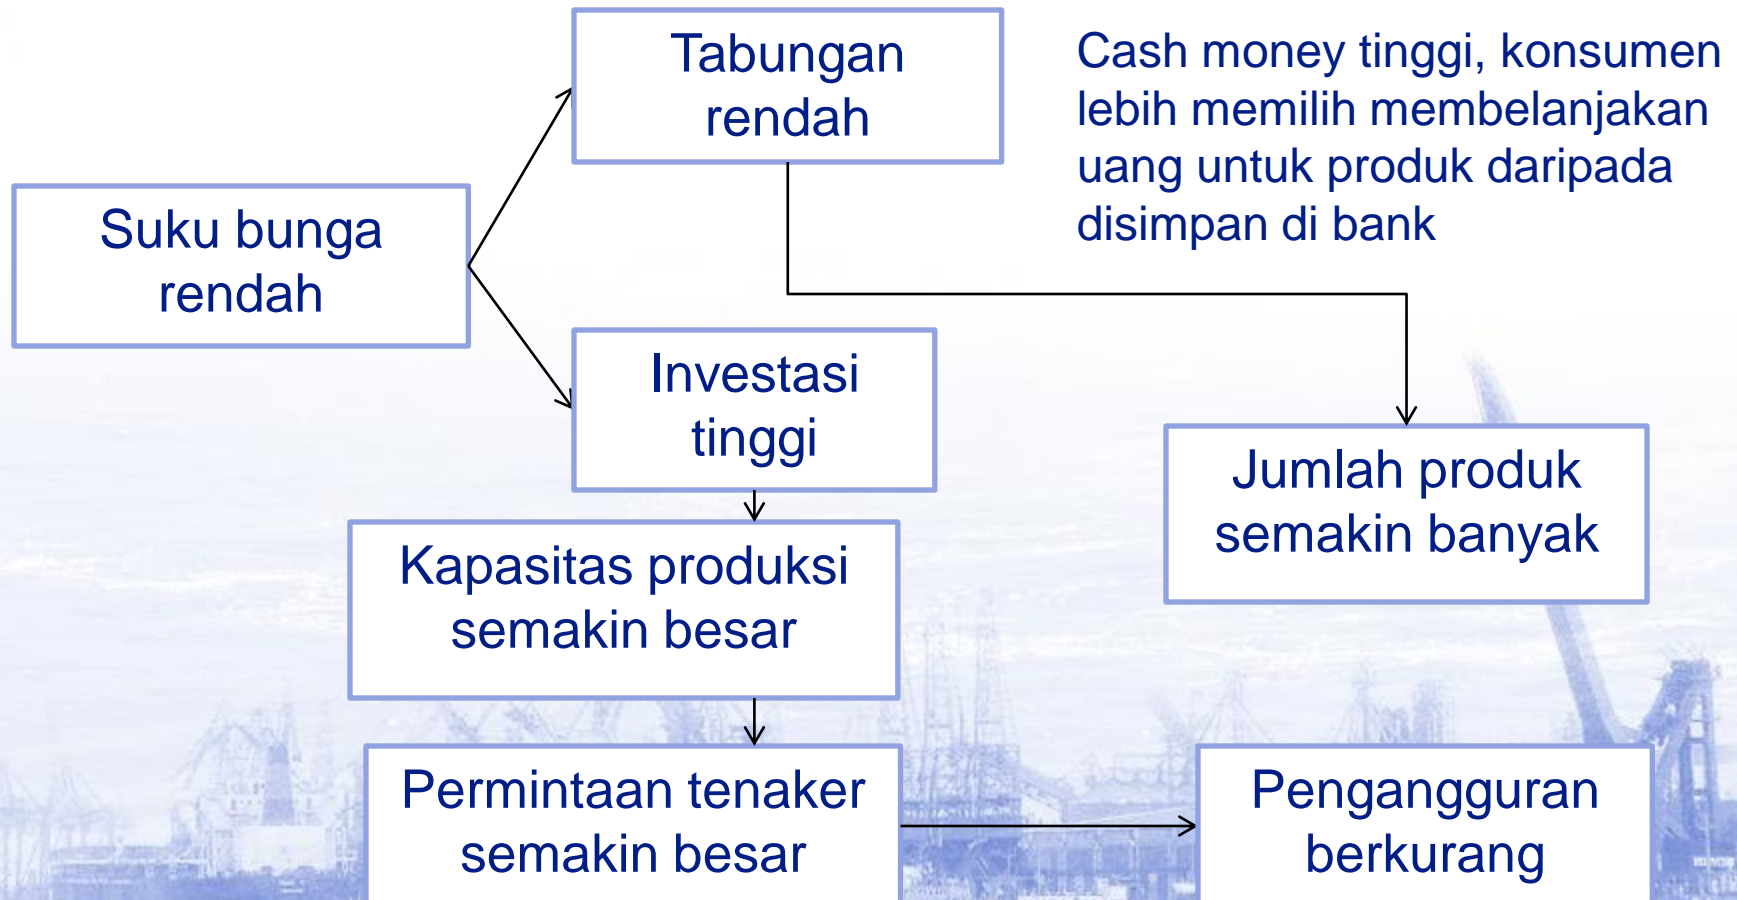 Tabungan
rendah
Cash money tinggi, konsumen
lebih memilih membelanjakan
uang untuk produk daripada
disimpan di bank
Suku bunga
rendah
Investasi
tinggi
Jumlah produk
semakin banyak
Kapasitas produksi
semakin besar
Permintaan tenaker
semakin besar
Pengangguran
berkurang